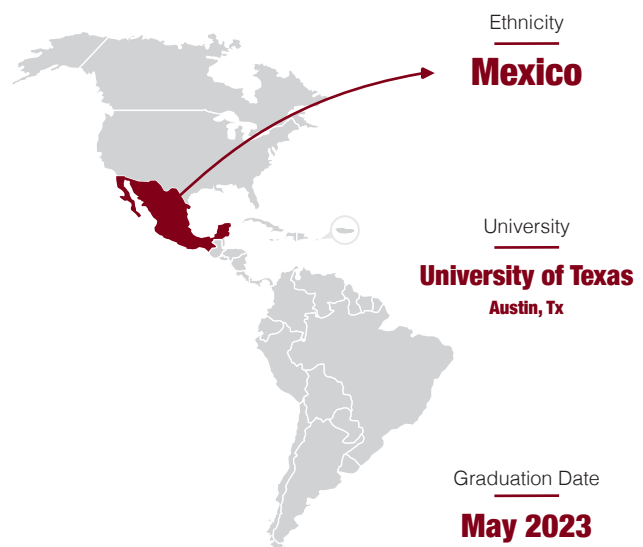 Ethnicity
Mexico
University
University of Texas
Austin, Tx
Graduation Date
May 2023